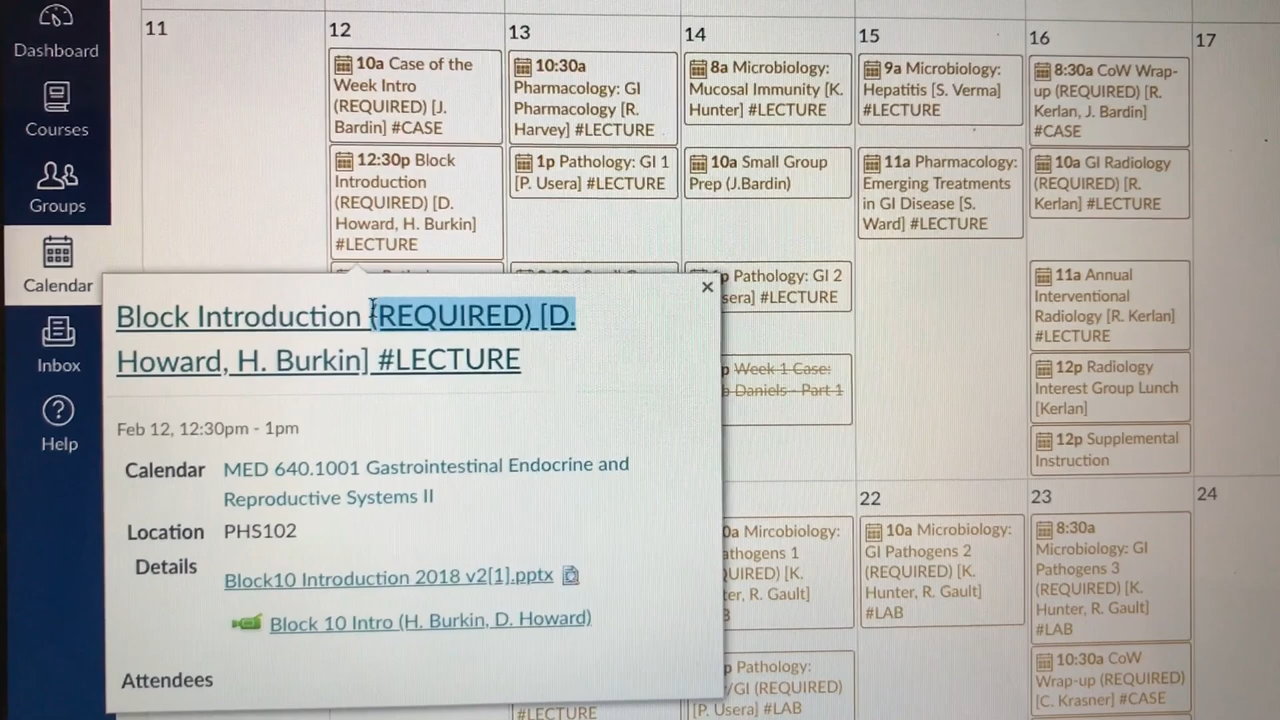 Dashboard
Courses
Groups
Calendar
Inbox
Help
11
12
10a Case of the
Week Intro
(REQUIRED) [J.
Bardin] #CASE
12:30p Block
Introduction
(REQUIRED) [D.
Howard, H. Burkin]
#LECTURE
13
10:30a
Pharmacology: GI
Pharmacology [R.
Harvey] #LECTURE
1p Pathology: GI 1
[P. Usera] #LECTURE
14
8a Microbiology:
Mucosal Immunity [K.
Hunter] #LECTURE
10a Small Group
Prep (J.Bardin)
p Pathology: GI 2
sera] #LECTURE
p Week 1 Case:
Daniels - Part 1
15
9a Microbiology:
Hepatitis [S. Verma]
#LECTURE
11a Pharmacology:
Emerging Treatments
in GI Disease [S.
Ward] #LECTURE
16
8:30a CoW Wrap-
up (REQUIRED) [R.
Kerlan, J. Bardin]
#CASE
10a GI Radiology
(REQUIRED) [R.
Kerlan] #LECTURE
11a Annual
Interventional
Radiology [R. Kerlan]
#LECTURE
12p Radiology
Interest Group Lunch
[Kerlan]
12p Supplemental
Instruction
17
Block Introduction (REQUIRED) [D.
Howard, H. Burkin] #LECTURE
Feb 12, 12:30pm - 1pm
Calendar MED 640.1001 Gastrointestinal Endocrine and
Reproductive Systems II
Location PHS102
Details
Block10 Introduction 2018 v2[1].pptx
Block 10 Intro (H. Burkin, D. Howard)
Attendees
#LECTURE
0a Mircobiology:
athogens 1
QUIRED) [K.
ter, R. Gault]
p Pathology:
/GI (REQUIRED)
[P. Usera] #LAB
22
10a Microbiology:
GI Pathogens 2
(REQUIRED) [K.
Hunter, R. Gault]
#LAB
23
8:30a
Microbiology: GI
Pathogens 3
(REQUIRED) [K.
Hunter, R. Gault]
#LAB
10:30a CoW
Wrap-up (REQUIRED)
[C. Krasner] #CASE
24